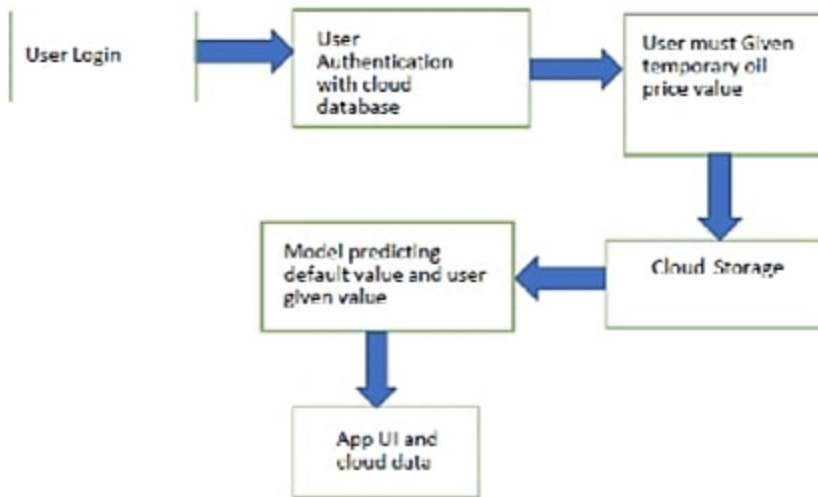 User Login
User
Authentication
with cloud
database
User must Given
temporary oil
price value
Cloud Storage
Model predicting
default value and user
given value
App UI and
cloud data